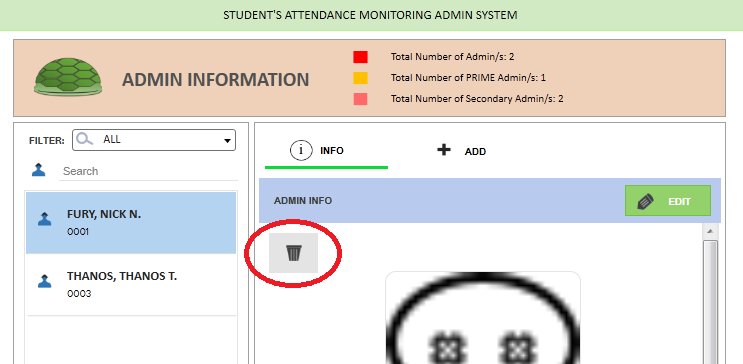 STUDENT'S ATTENDANCE MONITORING ADMIN SYSTEM
ADMIN INFORMATION
Total Number of Admin/s: 2
Total Number of PRIME Admin/s: 1
Total Number of Secondary Admin/s: 2
FILTER: ALL
Search
FURY, NICK N.
0001
THANOS, THANOS T.
0003
i INFO
ADD
ADMIN INFO
EDIT